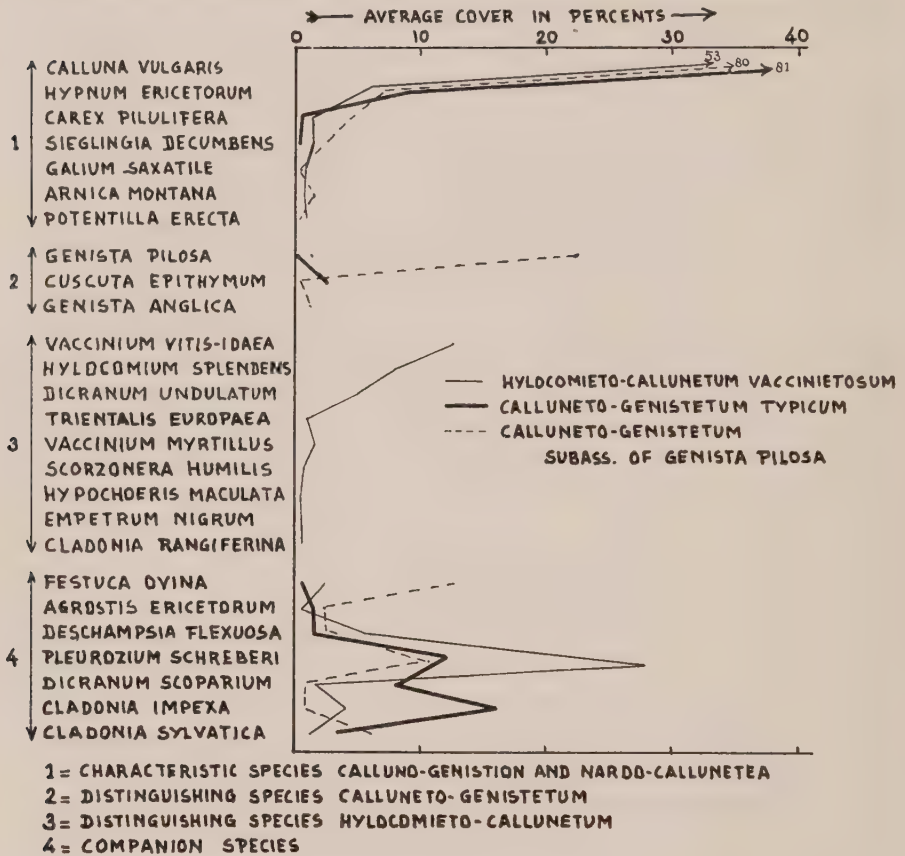 AVERAGE COVER IN PERCENTS
0 10 20 30 40
53 80 81
CALLUNA VULGARIS
HYPNUM ERICETORUM
CAREX PILULIFERA
1 SIEGLINGIA DECUMBENS
GALIUM SAXATILE
ARNICA MONTANA
POTENTILLA ERECTA
GENISTA PILOSA
2 CUSCUTA EPITHYMUM
GENISTA ANGLICA
VACCINIUM VITIS-IDAEA
HYLOCOMIUM SPLENDENS
DICRANUM UNDULATUM
TRIENTALIS EUROPAEA
3 VACCINIUM MYRTILLUS
SCORZONERA HUMILIS
HYPOCHOERIS MACULATA
EMPETRUM NIGRUM
CLADONIA RANGIFERINA
HYLOCOMIETO-CALLUNETUM VACCINIETOSUM
CALLUNETO-GENISTETUM TYPICUM
CALLUNETO-GENISTETUM
SUBASS. OF GENISTA PILOSA
FESTUCA OVINA
AGROSTIS ERICETORUM
DESCHAMPSIA FLEXUOSA
4 PLEUROZIUM SCHREBERI
DICRANUM SCOPARIUM
CLADONIA IMPEXA
CLADONIA SYLVATICA
1= CHARACTERISTIC SPECIES CALLUNO-GENISTION AND NARDO-CALLUNETEA
2= DISTINGUISHING SPECIES CALLUNETO-GENISTETUM
3= DISTINGUISHING SPECIES HYLOCOMIETO-CALLUNETUM
4= COMPANION SPECIES